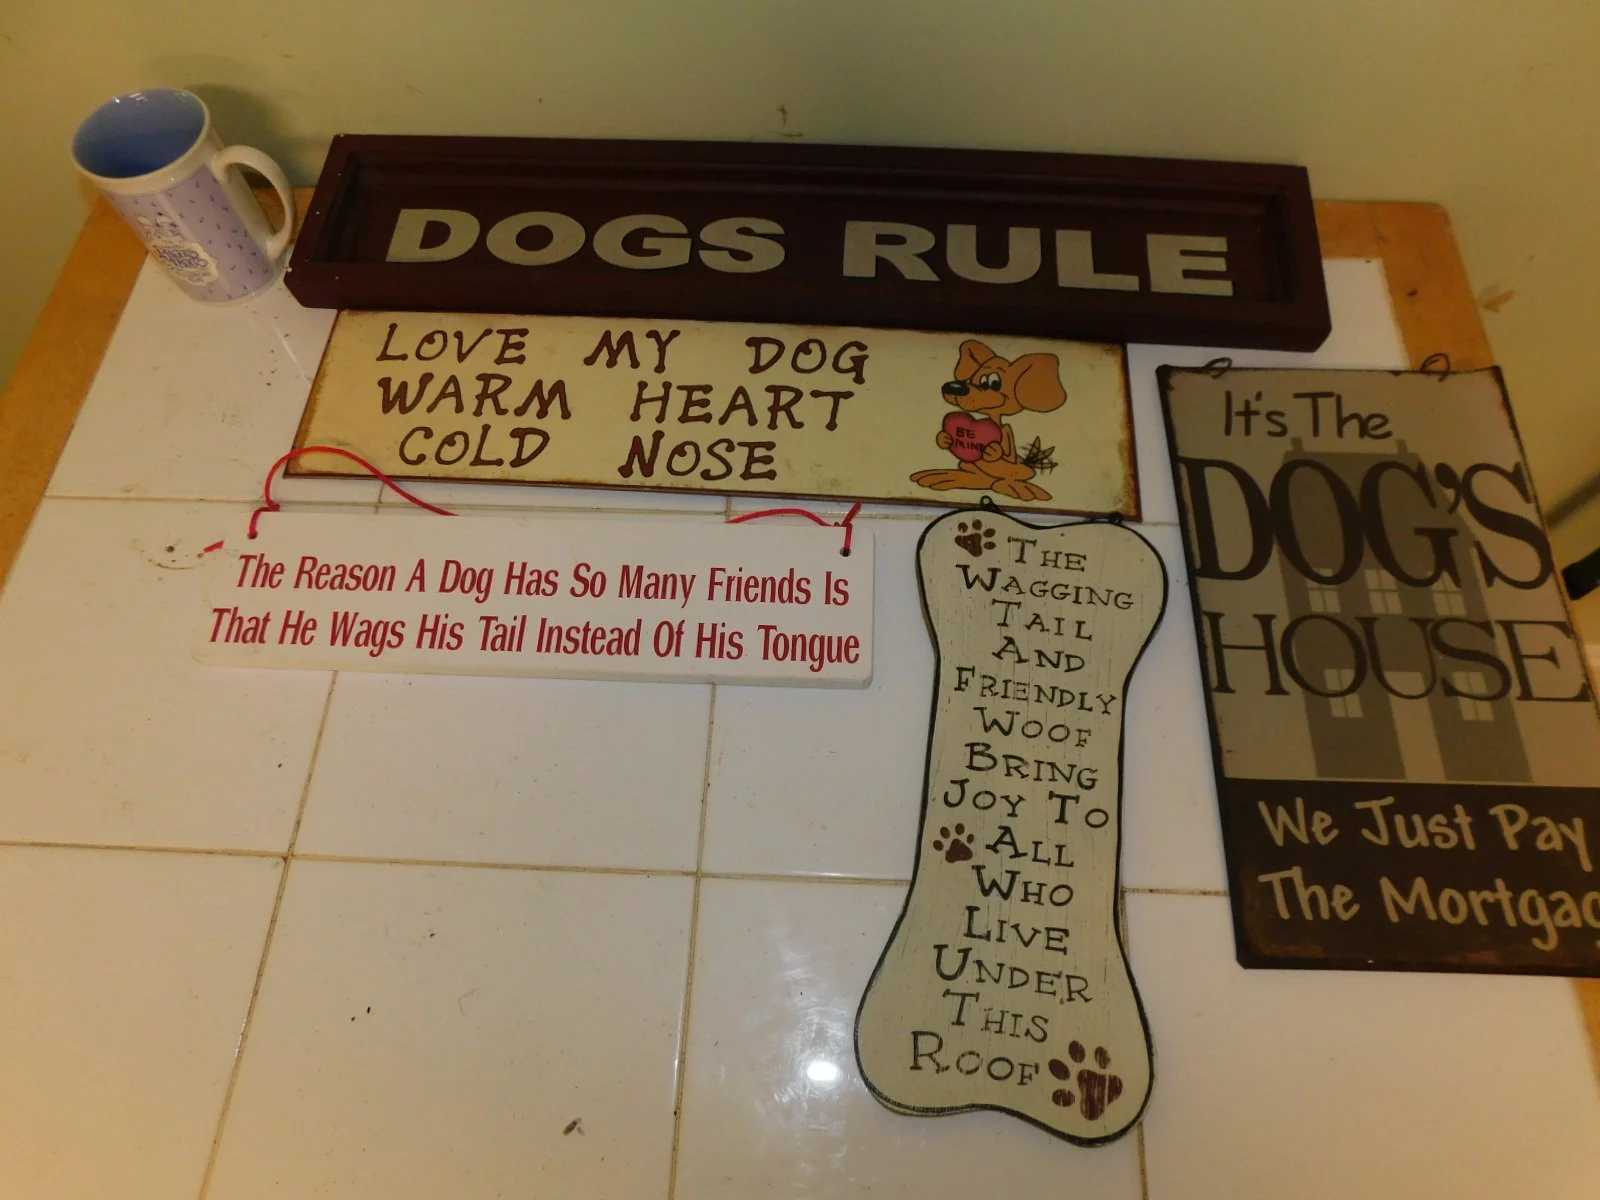 DOGS RULE
LOVE MY DOG
WARM HEART
COLD NOSE
BE
MINE
The Reason A Dog Has So Many Friends Is
That He Wags His Tail Instead Of His Tongue
THE
WAGGING
TAIL
AND
FRIENDLY
WOOF
BRING
JOY TO
ALL
WHO
LIVE
UNDER
THIS
ROOF
It's The
DOG'S
HOUSE
We Just Pay
The Mortgag